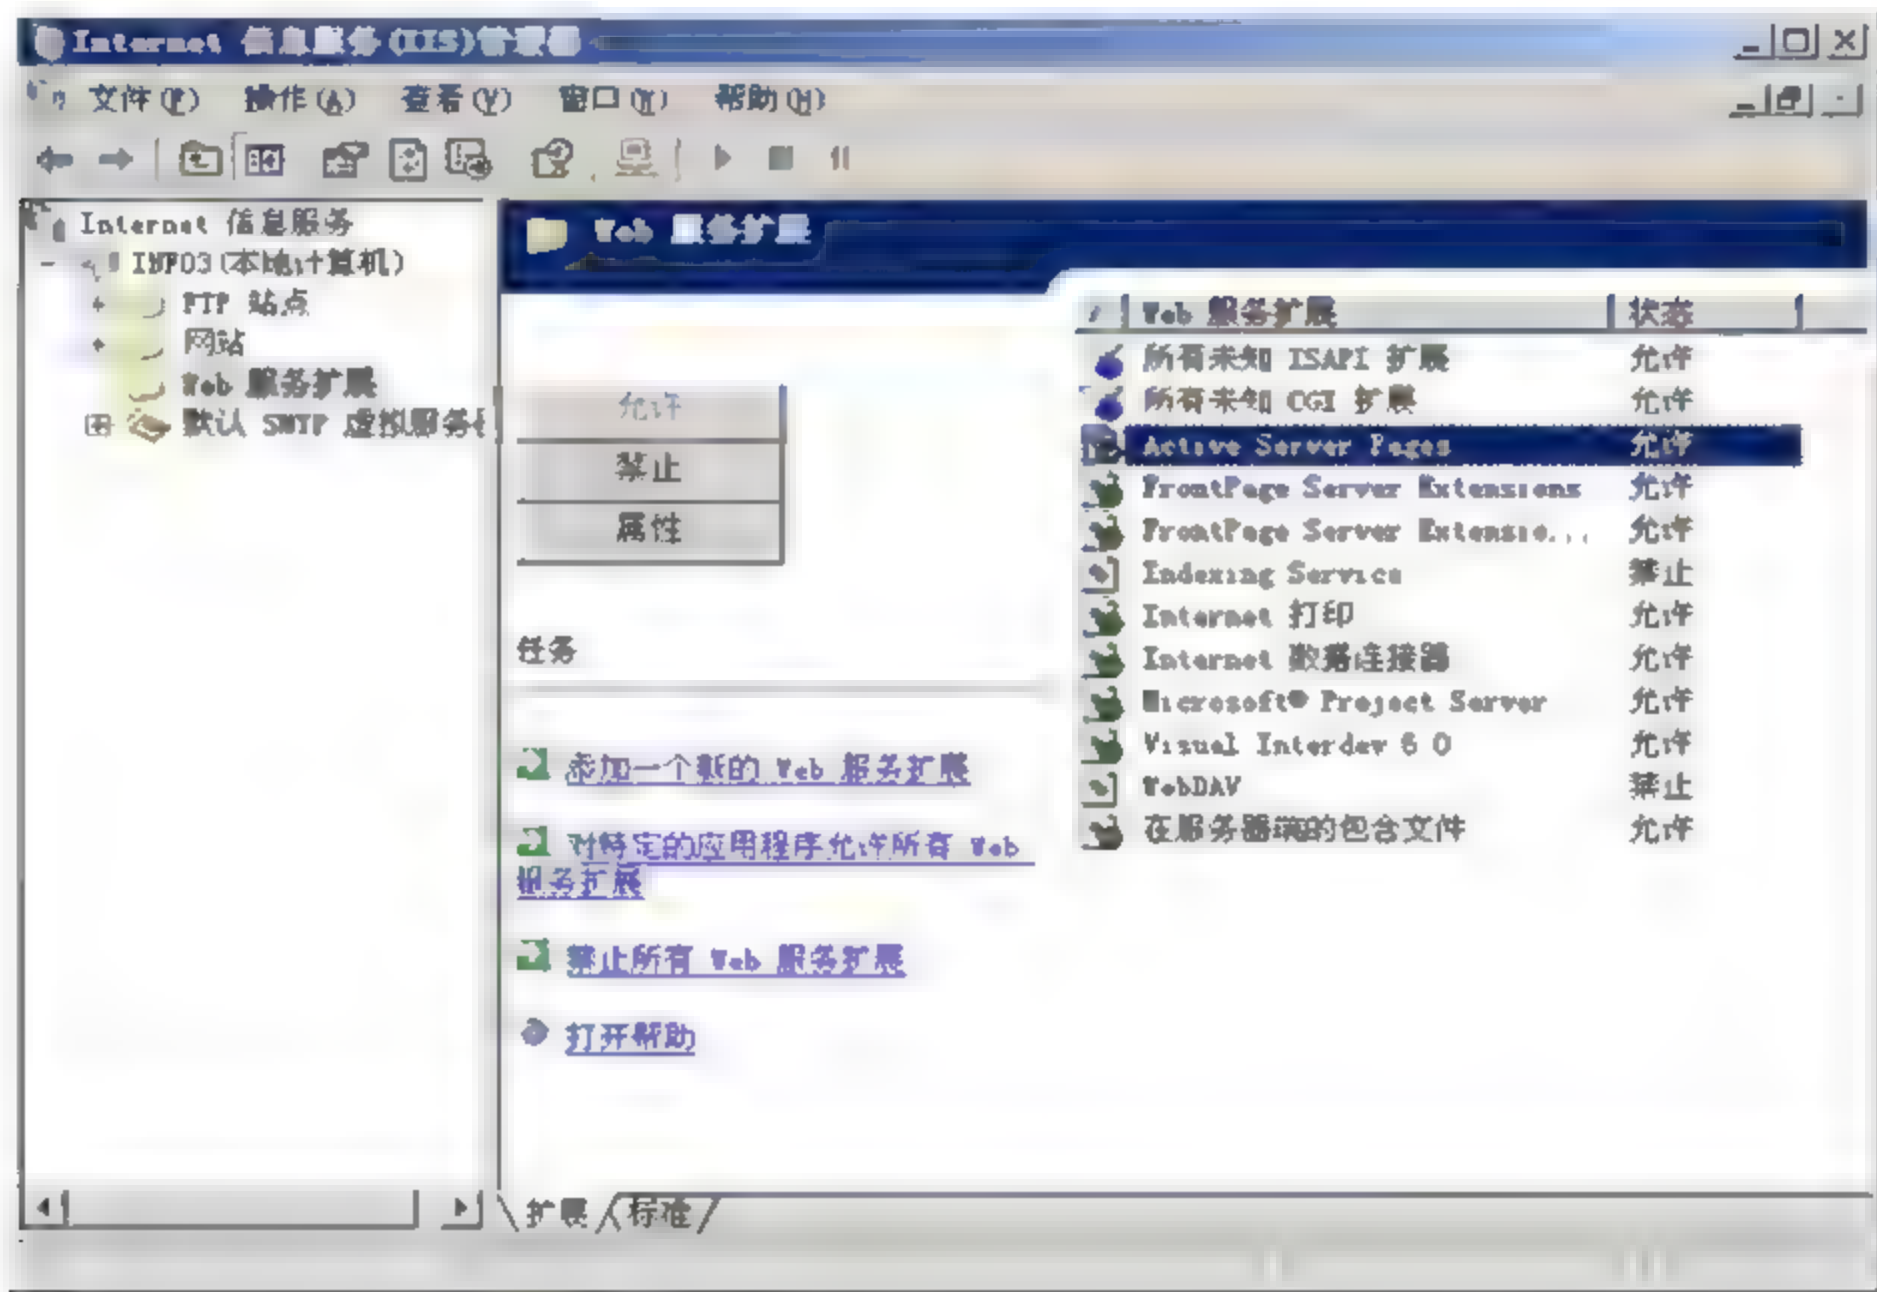 Internet 信息服务(IIS)管理器
文件(F) 操作(A) 查看(V) 窗口(W) 帮助(H)
Internet 信息服务
INFO3(本地计算机)
FTP 站点
网站
Web 服务扩展
默认 SMTP 虚拟服务
Web 服务扩展
允许
禁止
属性
任务
添加一个新的 Web 服务扩展
对特定的应用程序允许所有 Web
服务扩展
禁止所有 Web 服务扩展
打开帮助
Web 服务扩展 状态
所有未知 ISAPI 扩展 允许
所有未知 CGI 扩展 允许
Active Server Pages 允许
FrontPage Server Extensions 允许
FrontPage Server Extensio... 允许
Indexing Service 禁止
Internet 打印 允许
Internet 数据连接器 允许
Microsoft® Project Server 允许
Visual Interdev 6 0 允许
WebDAV 禁止
在服务器端的包含文件 允许
扩展 标准